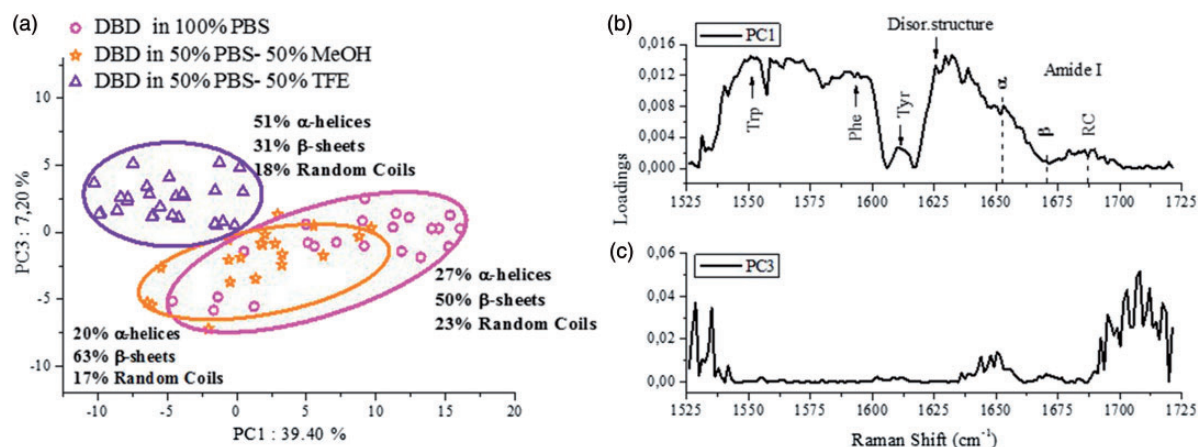 (a)
DBD in 100% PBS
DBD in 50% PBS- 50% MeOH
DBD in 50% PBS- 50% TFE
51% α-helices
31% β-sheets
18% Random Coils
27% α-helices
50% β-sheets
23% Random Coils
20% α-helices
63% β-sheets
17% Random Coils
PC3 : 7,20 %
10
5
0
-5
-10
-10 -5 0 5 10 15 20
PC1 : 39.40 %
(b)
PC1
Disor.structure
Amide I
Trp
Phe
Tyr
α
β
RC
0,016
0,012
0,008
0,004
0,000
1525 1550 1575 1600 1625 1650 1675 1700 1725
Loadings
(c)
PC3
0,06
0,04
0,02
0,00
1525 1550 1575 1600 1625 1650 1675 1700 1725
Raman Shift (cm⁻¹)